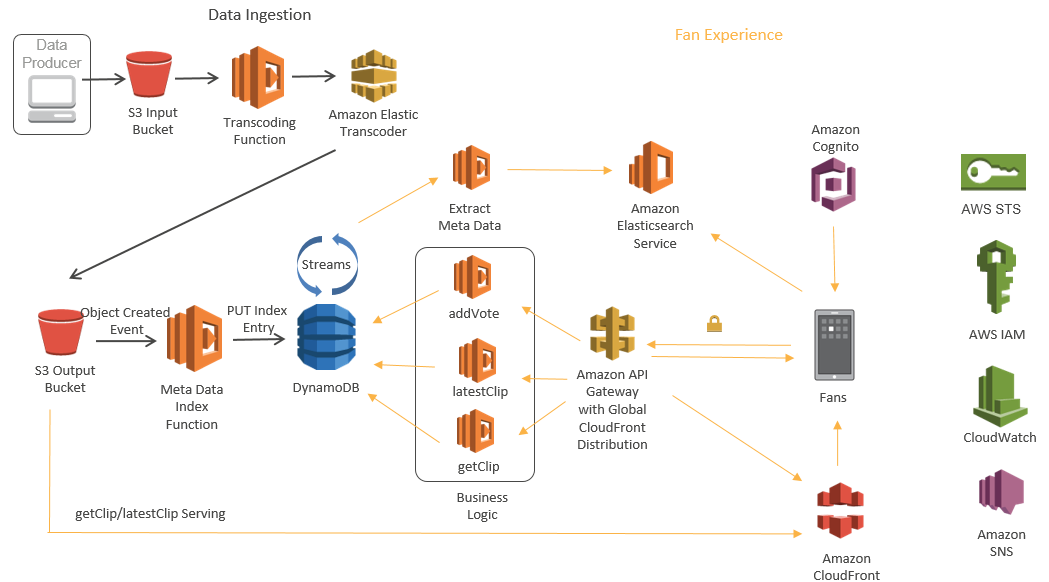 Data Ingestion
Fan Experience
Data
Producer
S3 Input
Bucket
Transcoding
Function
Amazon Elastic
Transcoder
Amazon
Cognito
AWS STS
Extract
Meta Data
Amazon
Elasticsearch
Service
Streams
addVote
Object Created
Event
PUT Index
Entry
AWS IAM
S3 Output
Bucket
Meta Data
Index
Function
DynamoDB
latestClip
Amazon API
Gateway
with Global
CloudFront
Distribution
Fans
CloudWatch
getClip
Business
Logic
getClip/latestClip Serving
Amazon
SNS
Amazon
CloudFront